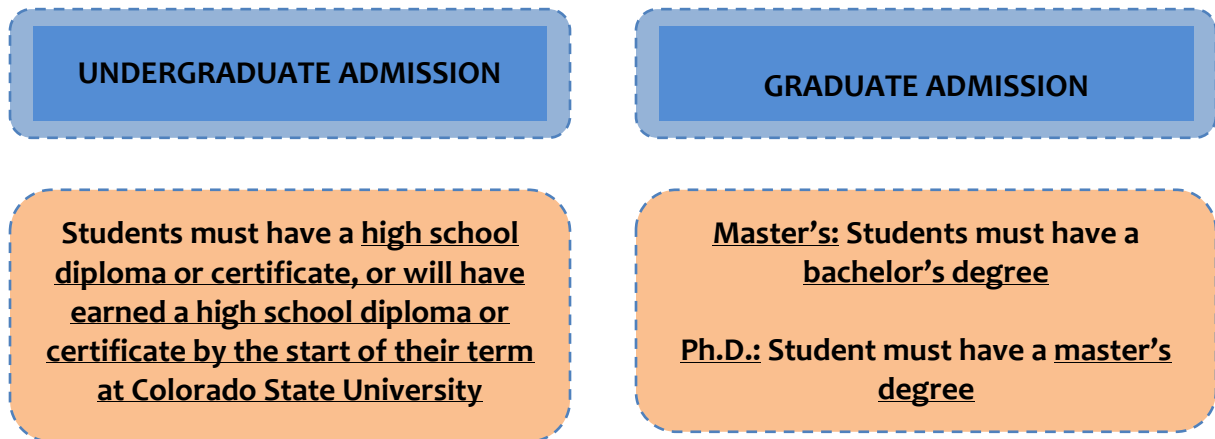 UNDERGRADUATE ADMISSION
Students must have a high school
diploma or certificate, or will have
earned a high school diploma or
certificate by the start of their term
at Colorado State University
GRADUATE ADMISSION
Master’s: Students must have a
bachelor’s degree
Ph.D.: Student must have a master’s
degree